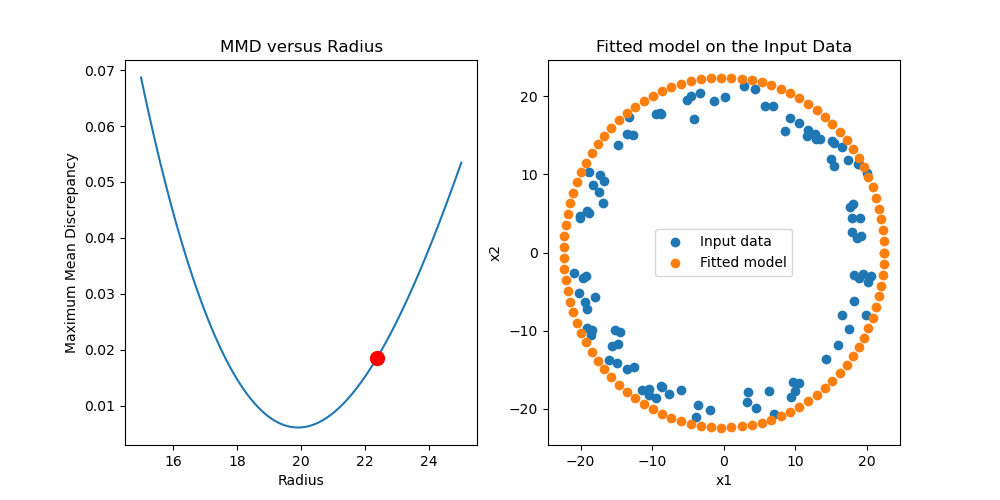 MMD versus Radius
Maximum Mean Discrepancy
0.07
0.06
0.05
0.04
0.03
0.02
0.01
16 18 20 22 24
Radius
Fitted model on the Input Data
x2
20
10
0
−10
−20
Input data
Fitted model
−20 −10 0 10 20
x1